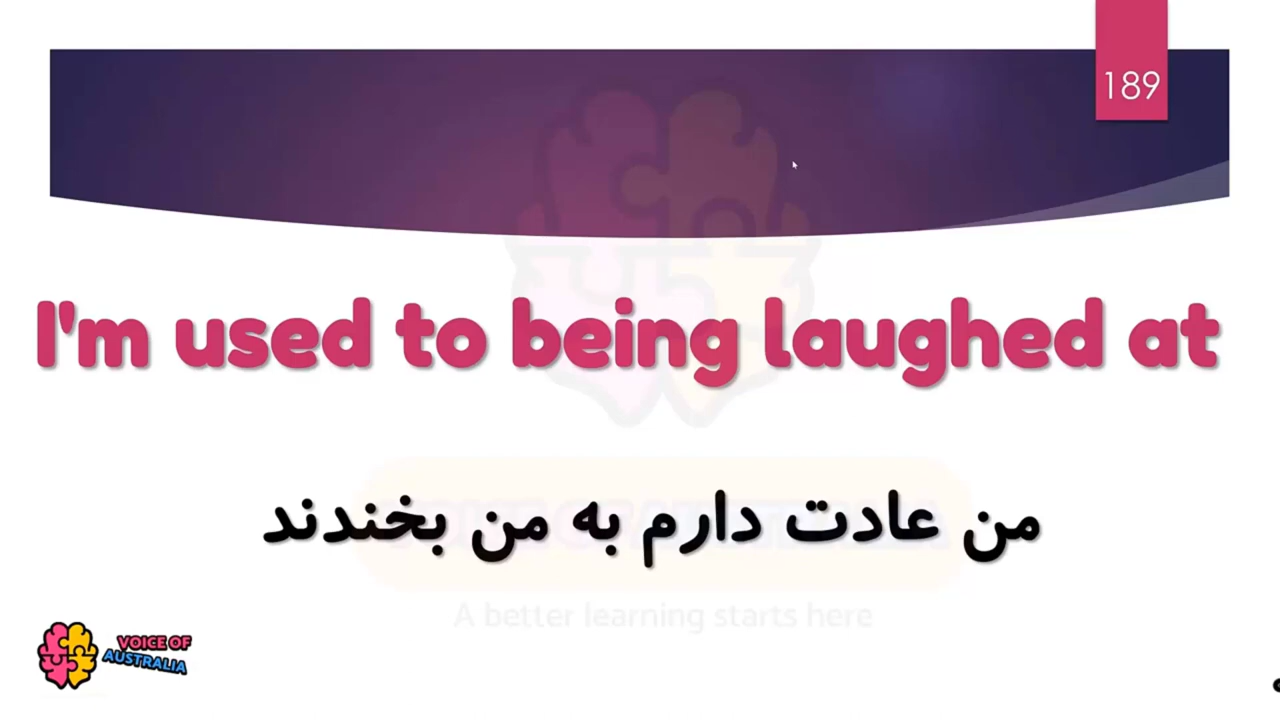 189
I'm used to being laughed at
من عادت دارم به من بخندند
A better learning starts here
VOICE OF
AUSTRALIA